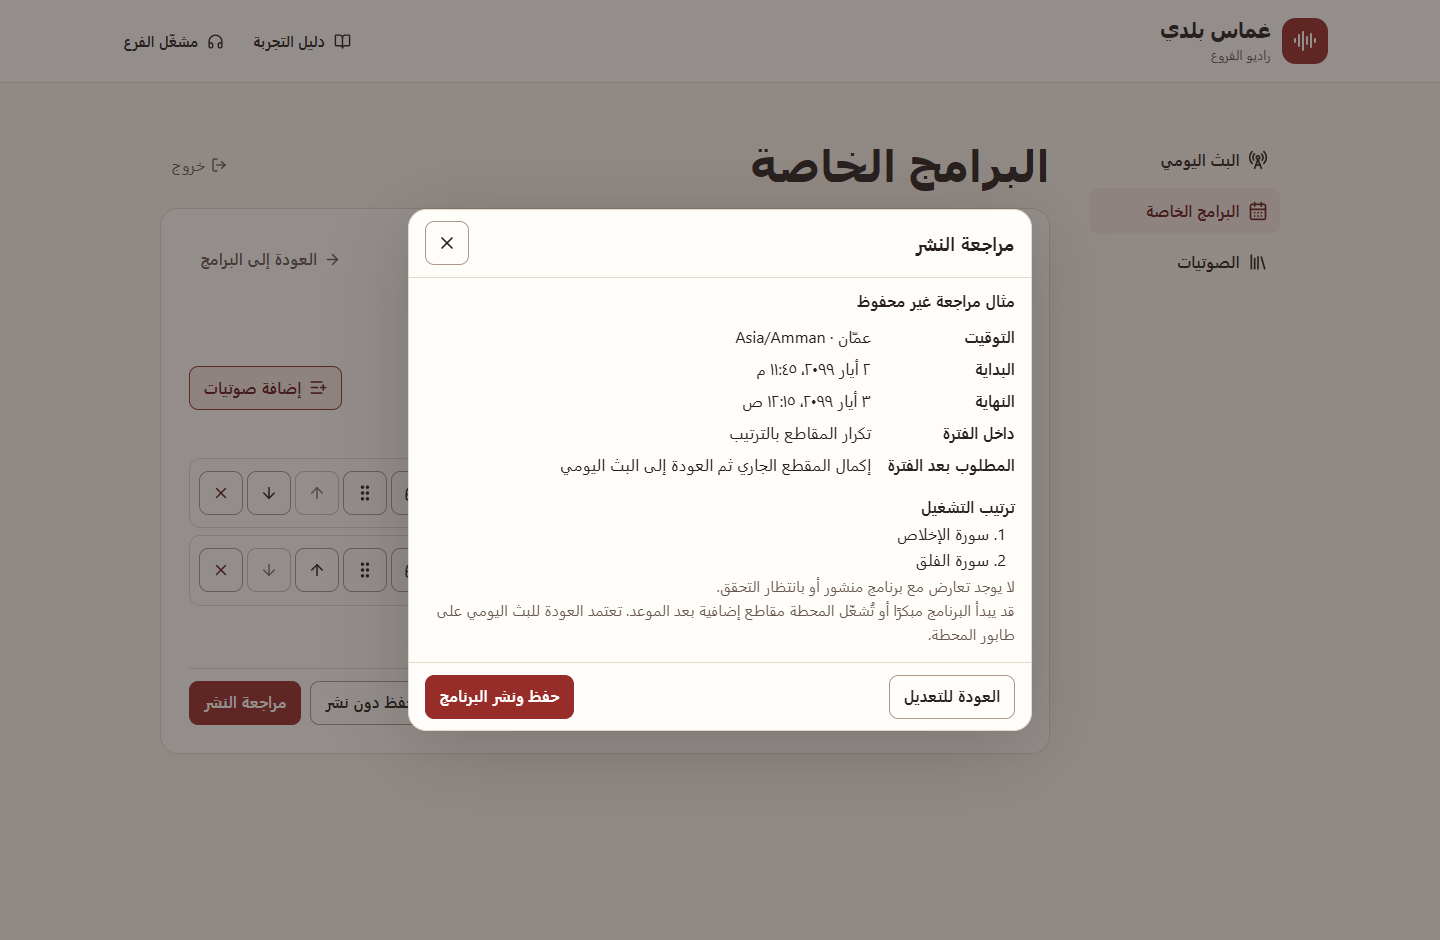 غماس بلدي
راديو الفروع
دليل التجربة
مشغّل الفرع
البث اليومي
البرامج الخاصة
الصوتيات
البرامج الخاصة
خروج
العودة إلى البرامج
إضافة صوتيات
مراجعة النشر
مثال مراجعة غير محفوظ
التوقيت عمّان · Asia/Amman
البداية ٢ أيار ٢٠٩٩، ١١:٤٥ م
النهاية ٣ أيار ٢٠٩٩، ١٢:١٥ ص
داخل الفترة تكرار المقاطع بالترتيب
المطلوب بعد الفترة إكمال المقطع الجاري ثم العودة إلى البث اليومي
ترتيب التشغيل
1. سورة الإخلاص
2. سورة الفلق
لا يوجد تعارض مع برنامج منشور أو بانتظار التحقق.
قد يبدأ البرنامج مبكرًا أو تُشغّل المحطة مقاطع إضافية بعد الموعد. تعتمد العودة للبث اليومي على
طابور المحطة.
العودة للتعديل
حفظ ونشر البرنامج
دون نشر
مراجعة النشر